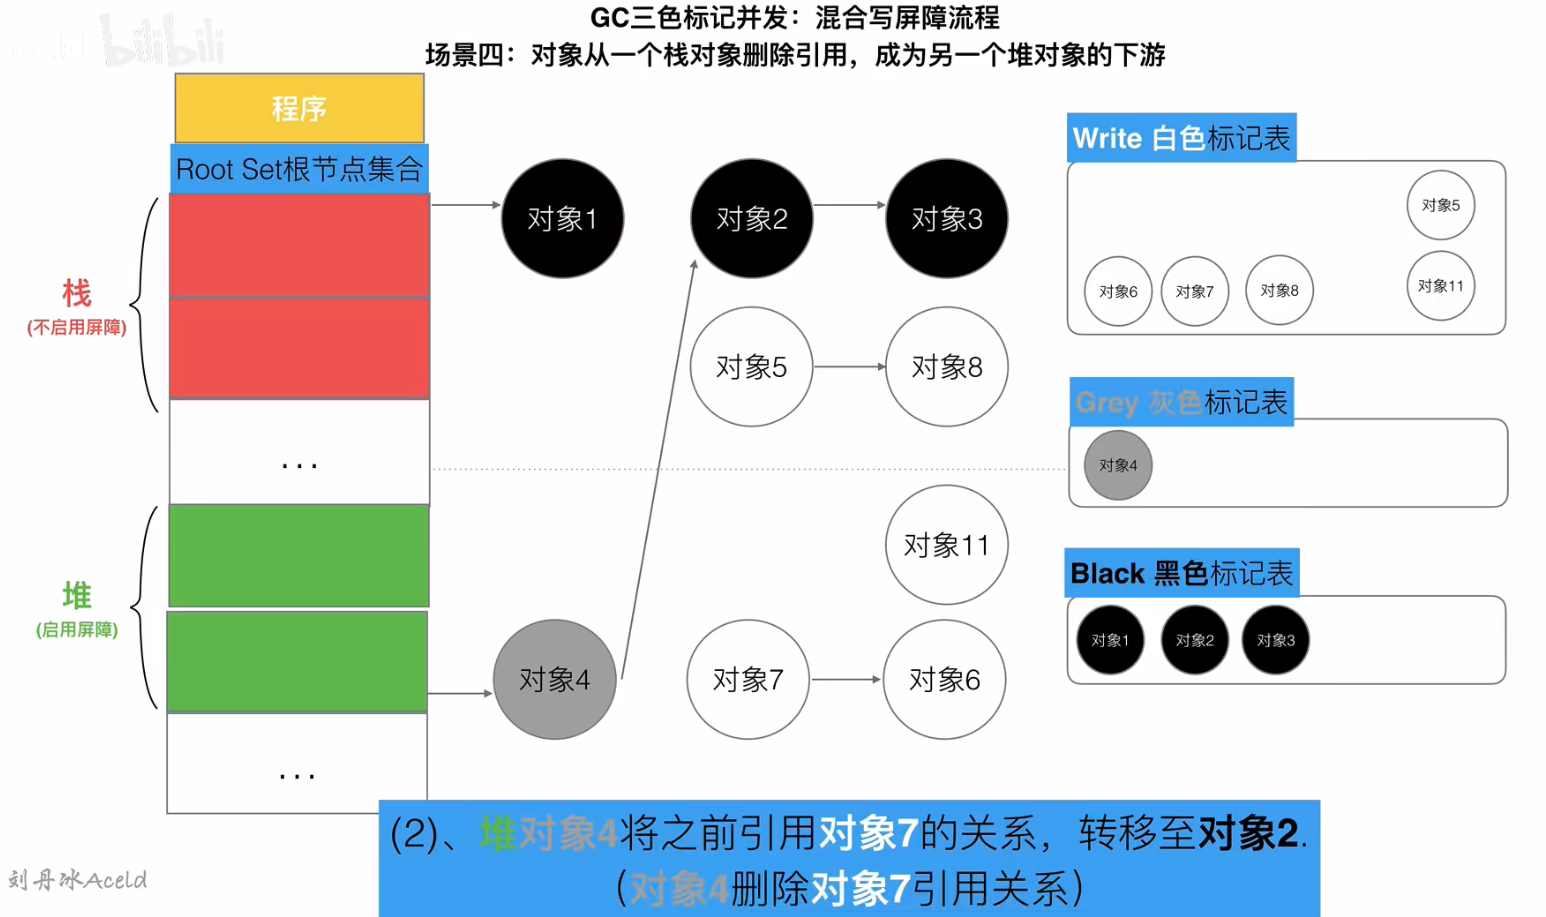 GC三色标记并发：混合写屏障流程
场景四：对象从一个栈对象删除引用，成为另一个堆对象的下游
bilibili
程序
Root Set根节点集合
栈
(不启用屏障)
...
堆
(启用屏障)
...
对象1
对象2
对象3
对象5
对象8
对象11
对象4
对象7
对象6
Write 白色标记表
对象5
对象6
对象7
对象8
对象11
Grey 灰色标记表
对象4
Black 黑色标记表
对象1
对象2
对象3
(2)、堆对象4将之前引用对象7的关系，转移至对象2.
（对象4删除对象7引用关系）
刘丹冰Aceld